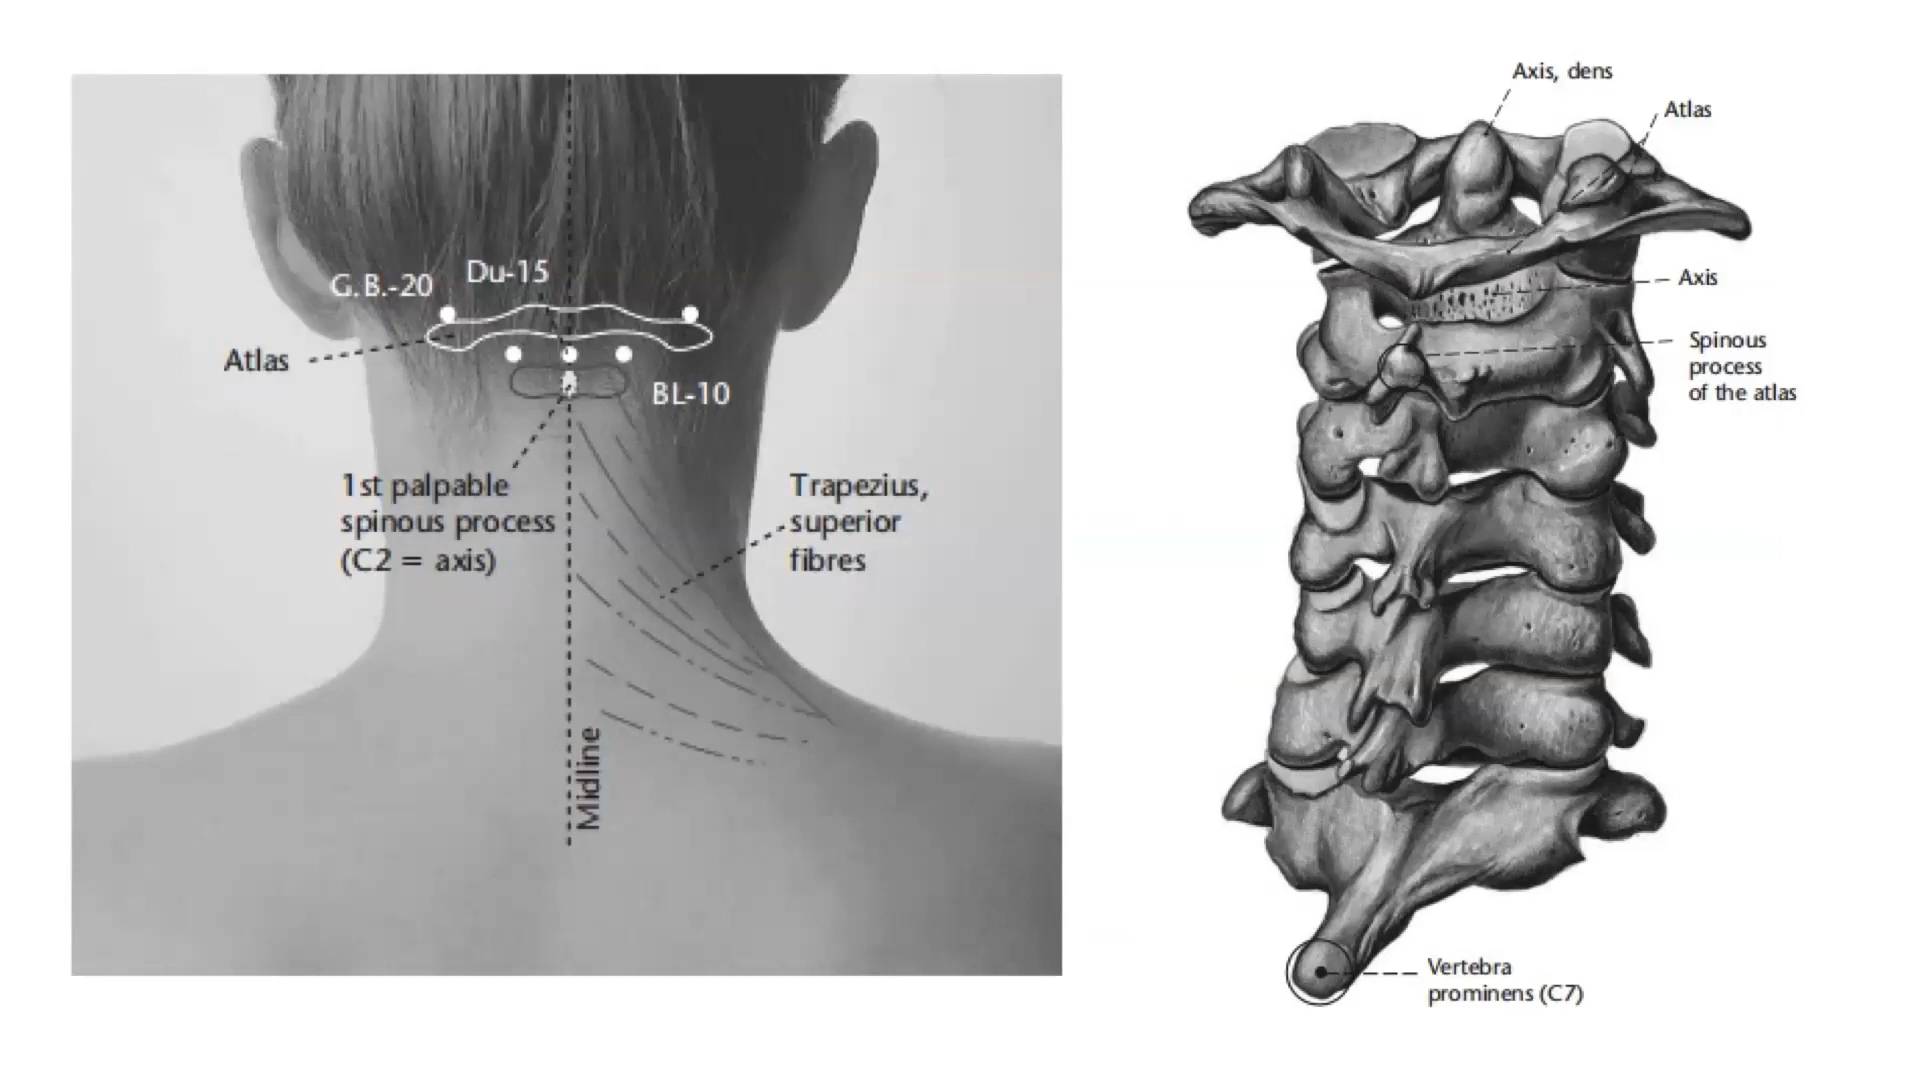 G.B.-20
Du-15
Atlas
BL-10
1st palpable
spinous process
(C2 = axis)
Trapezius,
superior
fibres
Midline
Axis, dens
Atlas
Axis
Spinous
process
of the atlas
Vertebra
prominens (C7)